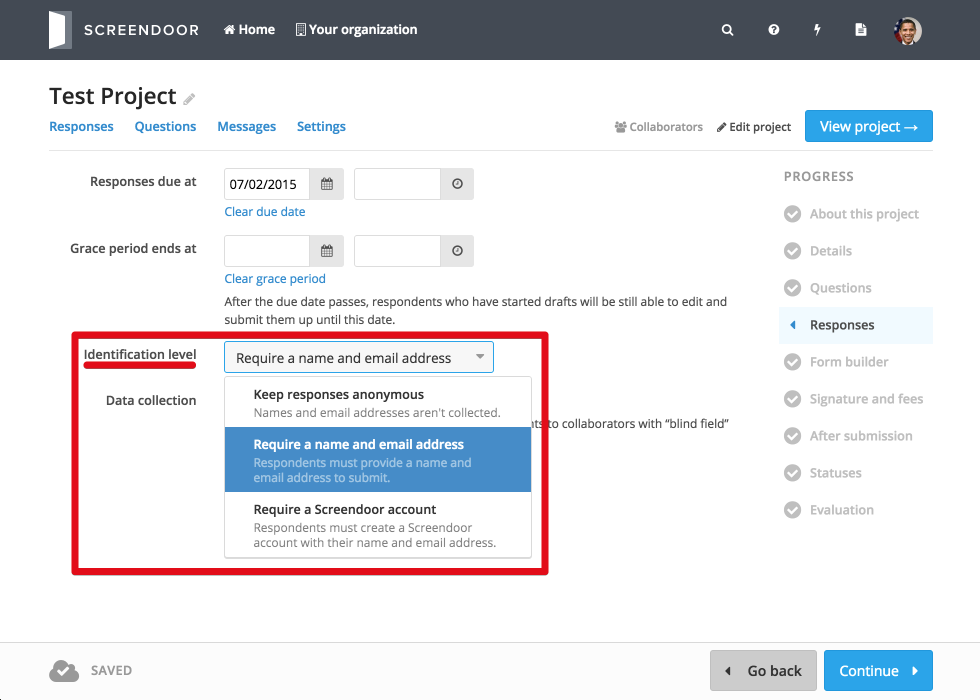 SCREENDOOR
Home
Your organization
Test Project
Responses
Questions
Messages
Settings
Collaborators
Edit project
View project →
Responses due at
07/02/2015
Clear due date
Grace period ends at
Clear grace period
After the due date passes, respondents who have started drafts will be still able to edit and
submit them up until this date.
Identification level
Require a name and email address
Keep responses anonymous
Names and email addresses aren't collected.
Require a name and email address
Respondents must provide a name and
email address to submit.
Require a Screendoor account
Respondents must create a Screendoor
account with their name and email address.
Data collection
to collaborators with “blind field”
PROGRESS
About this project
Details
Questions
Responses
Form builder
Signature and fees
After submission
Statuses
Evaluation
SAVED
Go back
Continue